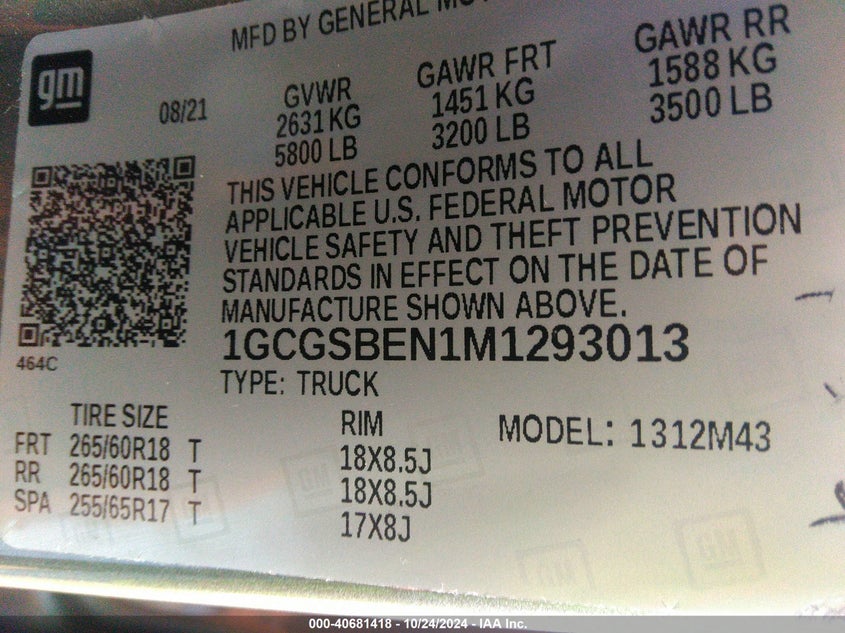 MFD BY GENERAL
gm
08/21
GVWR
2631 KG
5800 LB
GAWR FRT
1451 KG
3200 LB
GAWR RR
1588 KG
3500 LB
THIS VEHICLE CONFORMS TO ALL
APPLICABLE U.S. FEDERAL MOTOR
VEHICLE SAFETY AND THEFT PREVENTION
STANDARDS IN EFFECT ON THE DATE OF
MANUFACTURE SHOWN ABOVE.
1GCGSBEN1M1293013
464C
TYPE: TRUCK
TIRE SIZE RIM MODEL: 1312M43
FRT 265/60R18 T 18X8.5J
RR 265/60R18 T 18X8.5J
SPA 255/65R17 T 17X8J
GM
GM
GM
000-40681418 - 10/24/2024 - IAA Inc.